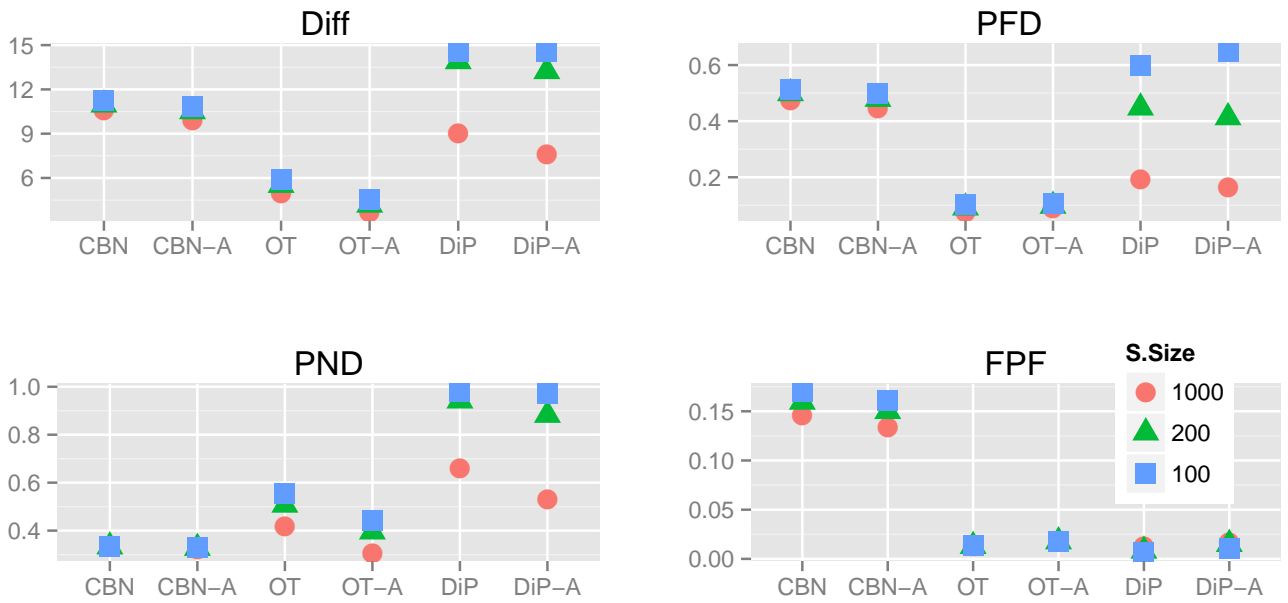 Diff
15
12
9
6
CBN
CBN−A
OT
OT−A
DiP
DiP−A
PFD
0.6
0.4
0.2
CBN
CBN−A
OT
OT−A
DiP
DiP−A
PND
1.0
0.8
0.6
0.4
CBN
CBN−A
OT
OT−A
DiP
DiP−A
FPF
0.15
0.10
0.05
0.00
CBN
CBN−A
OT
OT−A
DiP
DiP−A
S.Size
1000
200
100